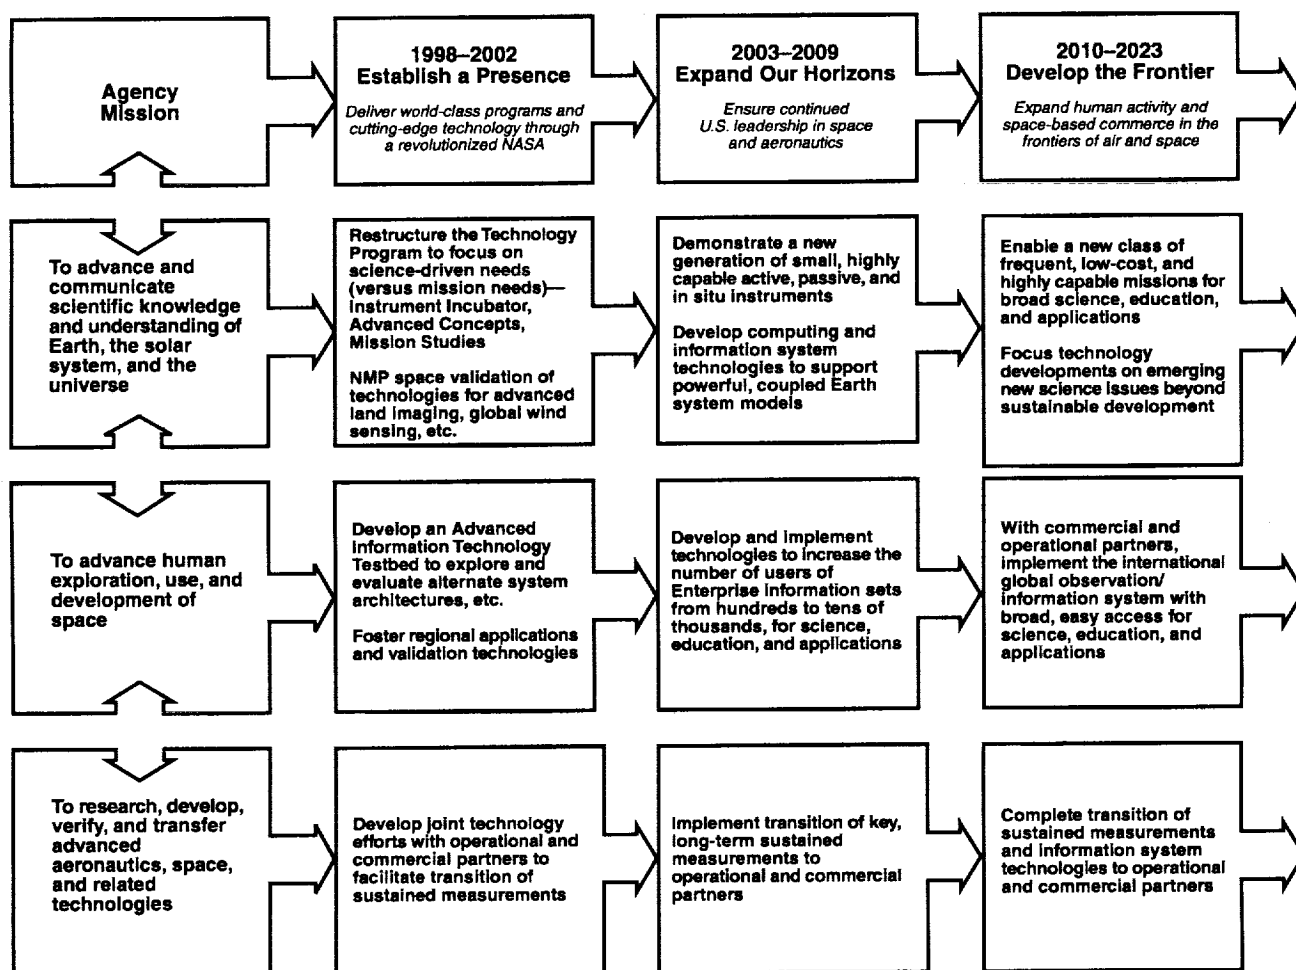 Agency
Mission
1998–2002
Establish a Presence
Deliver world-class programs and
cutting-edge technology through
a revolutionized NASA
2003–2009
Expand Our Horizons
Ensure continued
U.S. leadership in space
and aeronautics
2010–2023
Develop the Frontier
Expand human activity and
space-based commerce in the
frontiers of air and space
To advance and
communicate
scientific knowledge
and understanding of
Earth, the solar
system, and the
universe
Restructure the Technology
Program to focus on
science-driven needs
(versus mission needs)—
Instrument Incubator,
Advanced Concepts,
Mission Studies
NMP space validation of
technologies for advanced
land imaging, global wind
sensing, etc.
Demonstrate a new
generation of small, highly
capable active, passive, and
in situ instruments
Develop computing and
information system
technologies to support
powerful, coupled Earth
system models
Enable a new class of
frequent, low-cost, and
highly capable missions for
broad science, education,
and applications
Focus technology
developments on emerging
new science issues beyond
sustainable development
To advance human
exploration, use, and
development of
space
Develop an Advanced
Information Technology
Testbed to explore and
evaluate alternate system
architectures, etc.
Foster regional applications
and validation technologies
Develop and implement
technologies to increase the
number of users of
Enterprise information sets
from hundreds to tens of
thousands, for science,
education, and applications
With commercial and
operational partners,
implement the international
global observation/
information system with
broad, easy access for
science, education, and
applications
To research, develop,
verify, and transfer
advanced
aeronautics, space,
and related
technologies
Develop joint technology
efforts with operational and
commercial partners to
facilitate transition of
sustained measurements
Implement transition of key,
long-term sustained
measurements to
operational and commercial
partners
Complete transition of
sustained measurements
and information system
technologies to operational
and commercial partners